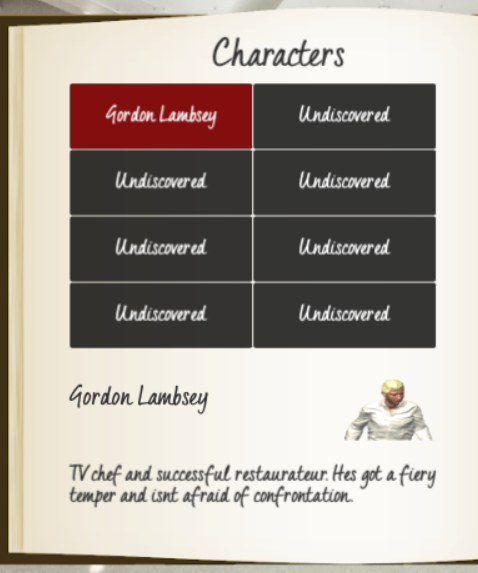 Characters
Gordon Lambsey Undiscovered
Undiscovered Undiscovered
Undiscovered Undiscovered
Undiscovered Undiscovered
Gordon Lambsey
TV chef and successful restaurateur. Hes got a fiery
temper and isnt afraid of confrontation.